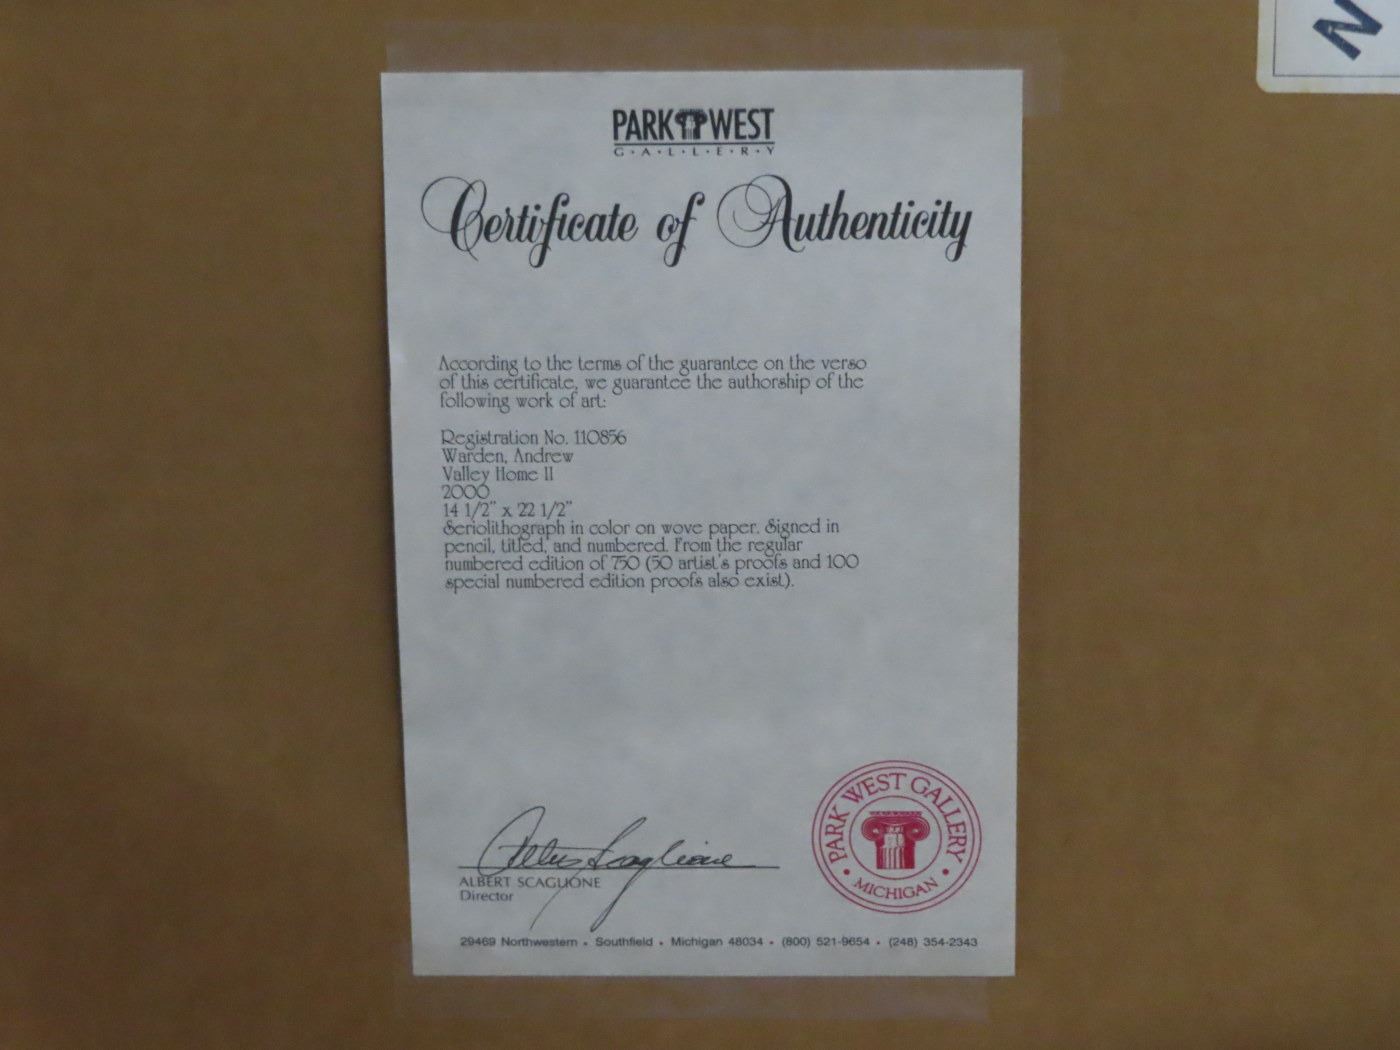 N
PARK WEST
G·A·L·L·E·R·Y
Certificate of Authenticity
According to the terms of the guarantee on the verso
of this certificate, we guarantee the authorship of the
following work of art:
Registration No. 110856
Warden, Andrew
Valley Home II
2000
14 1/2" x 22 1/2"
Seriolithograph in color on wove paper. Signed in
pencil, titled, and numbered. From the regular
numbered edition of 750 (50 artist's proofs and 100
special numbered edition proofs also exist).
Albert Scaglione
ALBERT SCAGLIONE
Director
PARK WEST GALLERY
• MICHIGAN •
29469 Northwestern • Southfield • Michigan 48034 • (800) 521-9654 • (248) 354-2343